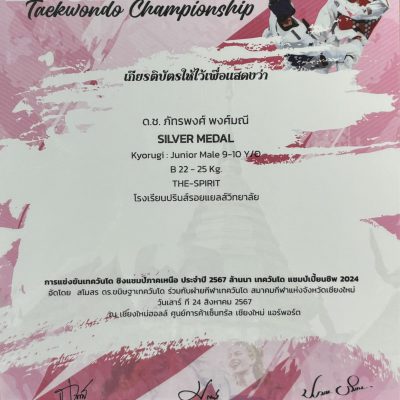 Taekwondo Championship
เกียรติบัตรให้ไว้เพื่อแสดงว่า
ด.ช. ภัทรพงศ์ พงศ์มณี
SILVER MEDAL
Kyorugi : Junior Male 9-10 Y/O
B 22 - 25 Kg.
THE-SPIRIT
โรงเรียนปรินส์รอยแยลส์วิทยาลัย
การแข่งขันเทควันโด ชิงแชมป์ภาคเหนือ ประจำปี 2567 ล้านนา เทควันโด แชมป์เปี้ยนชิพ 2024
จัดโดย สโมสร ดร.ขนิษฐาเทควันโด ร่วมกับฝ่ายกีฬาเทควันโด สมาคมกีฬาแห่งจังหวัดเชียงใหม่
วันเสาร์ ที่ 24 สิงหาคม 2567
ณ เชียงใหม่ฮอลล์ ศูนย์การค้าเซ็นทรัล เชียงใหม่ แอร์พอร์ต